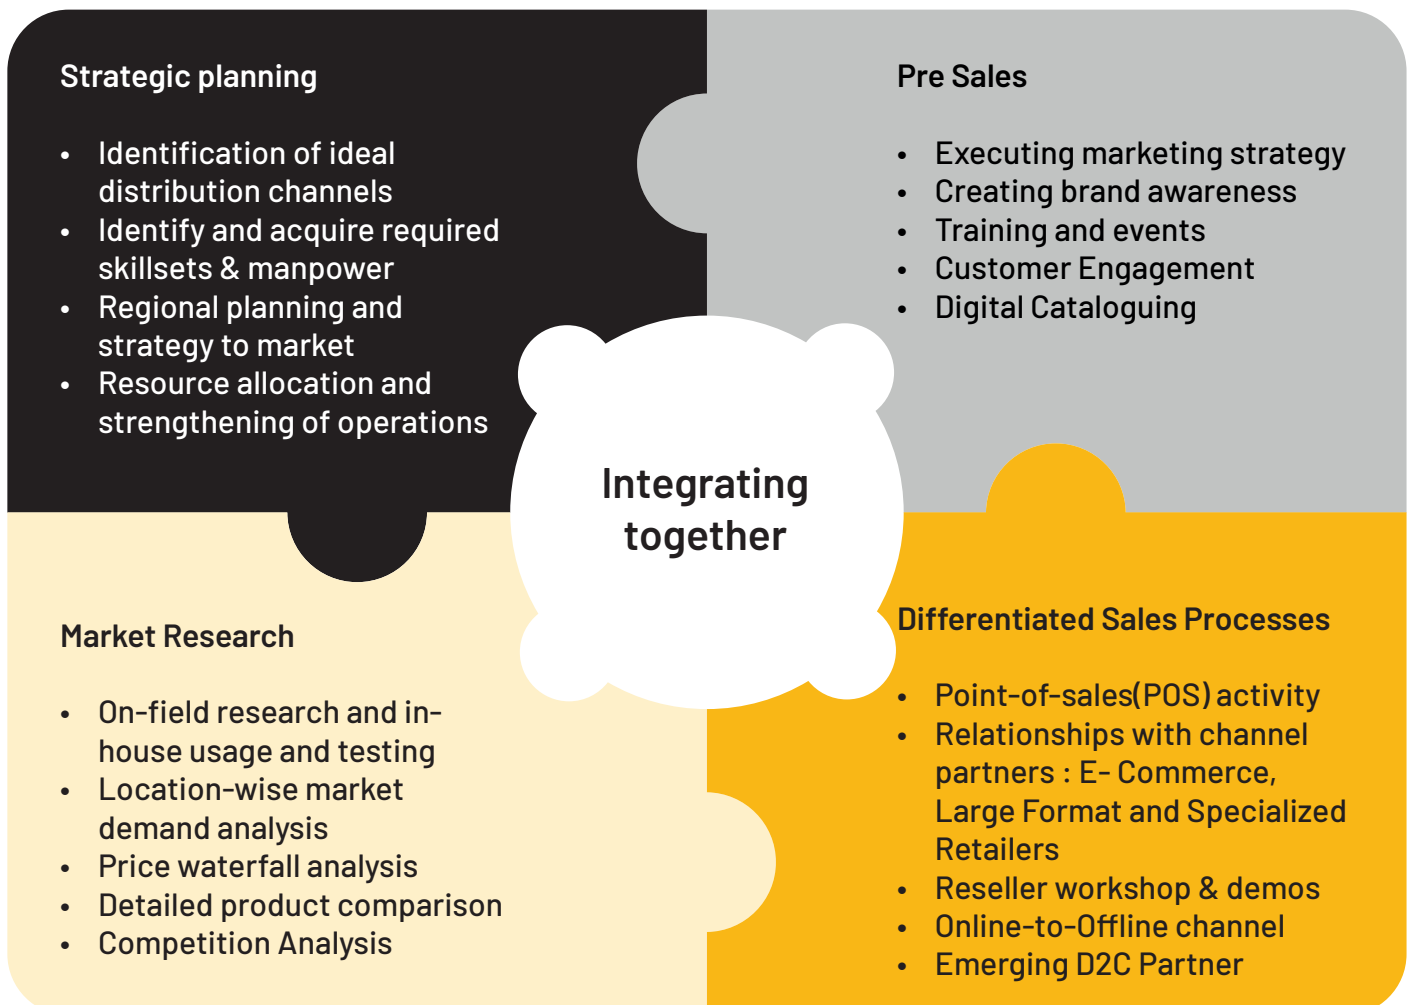 Strategic planning
• Identification of ideal
distribution channels
• Identify and acquire required
skillsets & manpower
• Regional planning and
strategy to market
• Resource allocation and
strengthening of operations
Pre Sales
• Executing marketing strategy
• Creating brand awareness
• Training and events
• Customer Engagement
• Digital Cataloguing
Integrating
together
Market Research
• On-field research and in-
house usage and testing
• Location-wise market
demand analysis
• Price waterfall analysis
• Detailed product comparison
• Competition Analysis
Differentiated Sales Processes
• Point-of-sales(POS) activity
• Relationships with channel
partners : E- Commerce,
Large Format and Specialized
Retailers
• Reseller workshop & demos
• Online-to-Offline channel
• Emerging D2C Partner